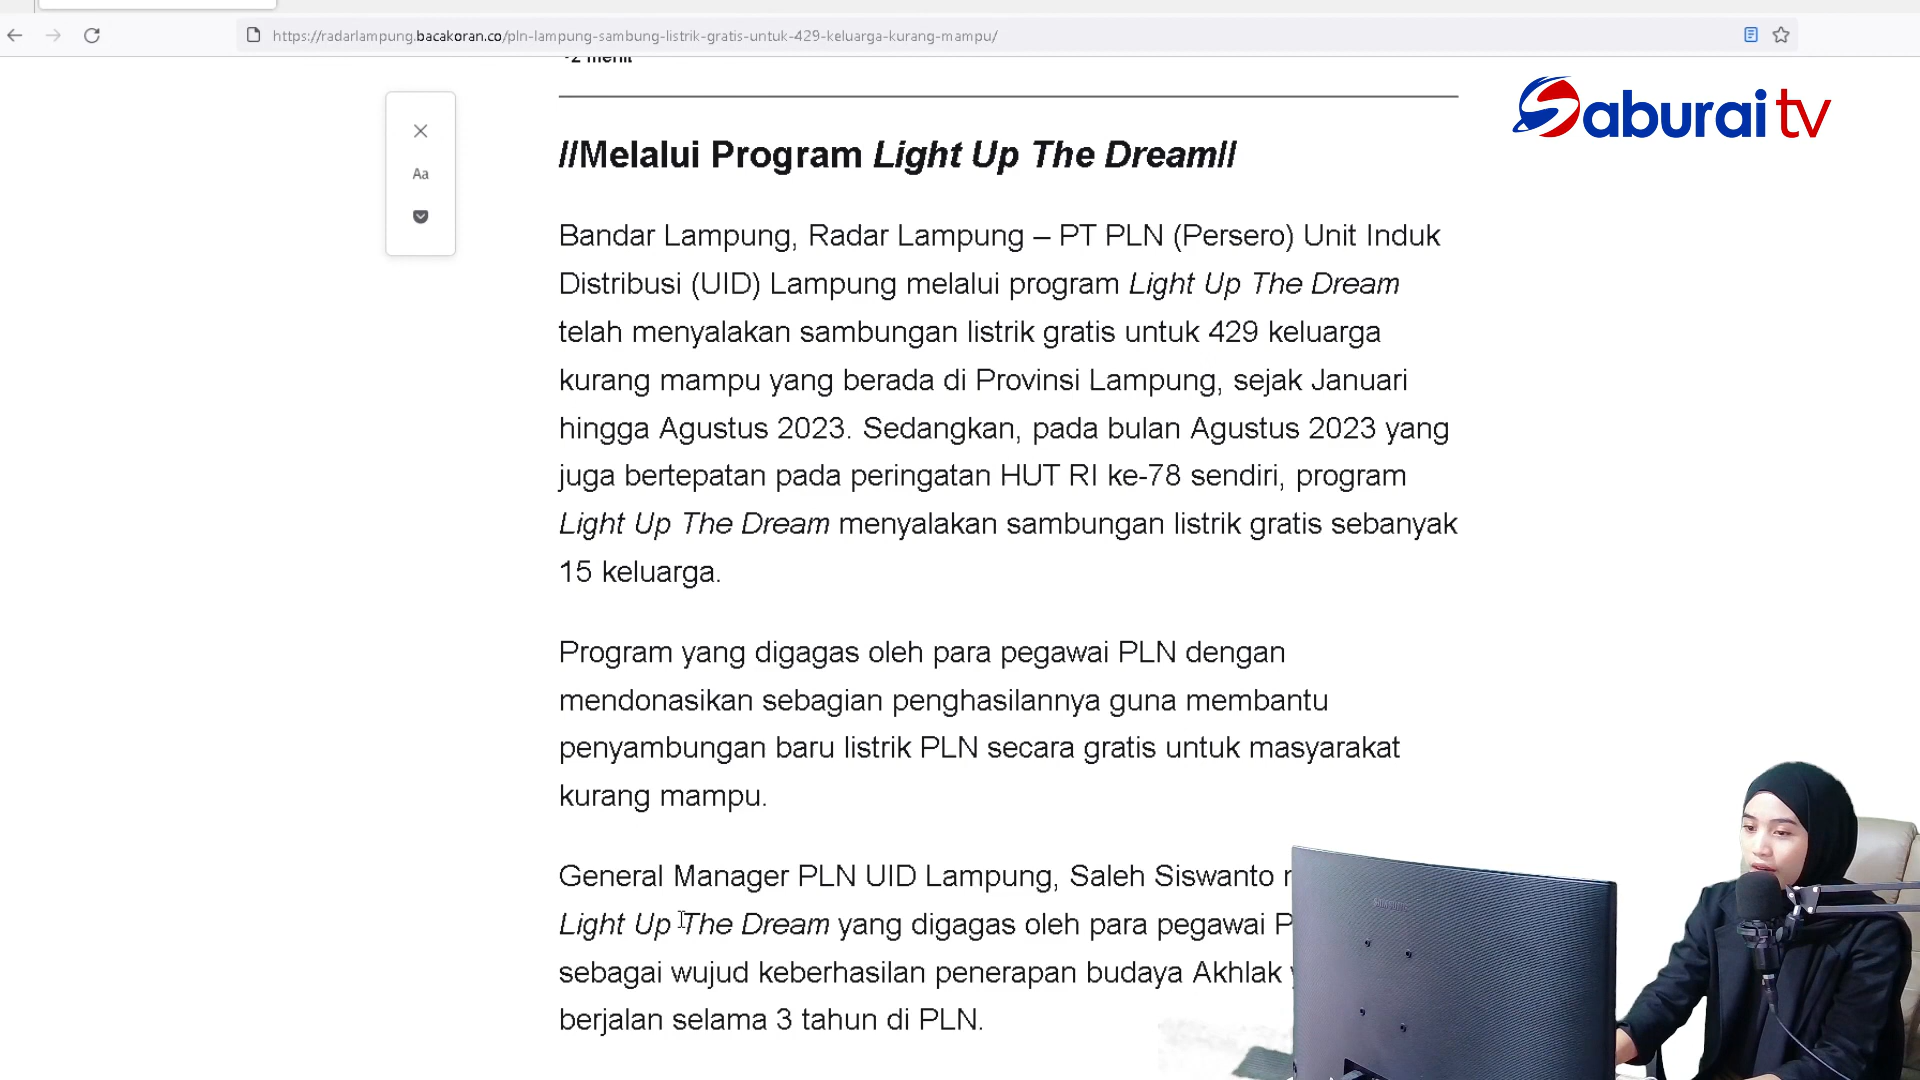 https://radarlampung.bacakoran.co/pln-lampung-sambung-listrik-gratis-untuk-429-keluarga-kurang-mampu/
Saburai tv
Aa
//Melalui Program Light Up The Dream//
Bandar Lampung, Radar Lampung – PT PLN (Persero) Unit Induk
Distribusi (UID) Lampung melalui program Light Up The Dream
telah menyalakan sambungan listrik gratis untuk 429 keluarga
kurang mampu yang berada di Provinsi Lampung, sejak Januari
hingga Agustus 2023. Sedangkan, pada bulan Agustus 2023 yang
juga bertepatan pada peringatan HUT RI ke-78 sendiri, program
Light Up The Dream menyalakan sambungan listrik gratis sebanyak
15 keluarga.
Program yang digagas oleh para pegawai PLN dengan
mendonasikan sebagian penghasilannya guna membantu
penyambungan baru listrik PLN secara gratis untuk masyarakat
kurang mampu.
General Manager PLN UID Lampung, Saleh Siswanto
Light Up The Dream yang digagas oleh para pegawai
sebagai wujud keberhasilan penerapan budaya Akhlak
berjalan selama 3 tahun di PLN.